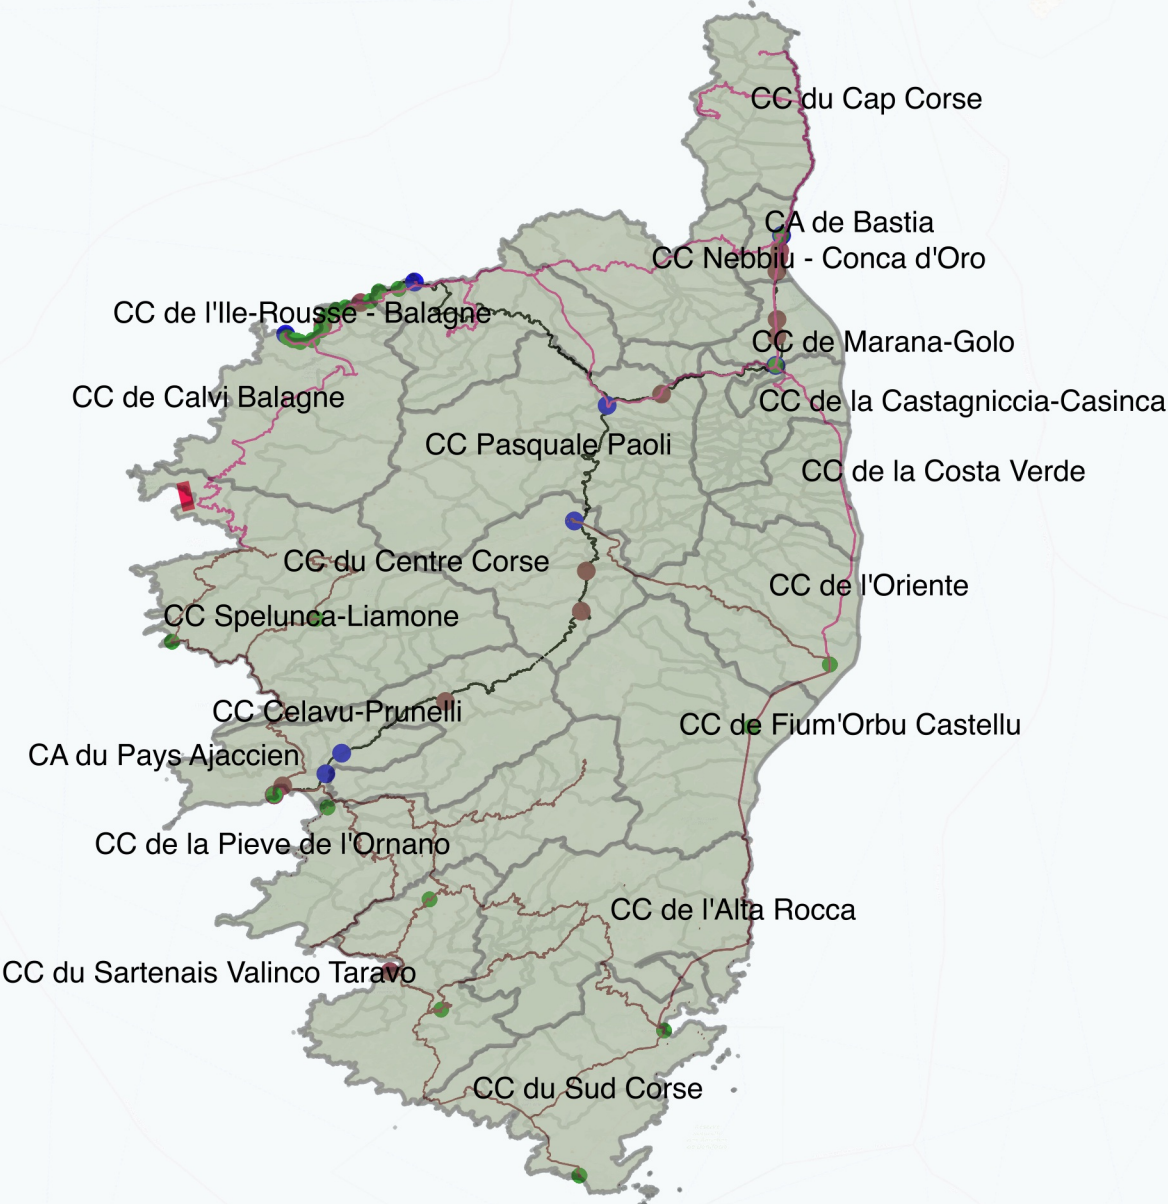 CC du Cap Corse
CA de Bastia
CC Nebbiu - Conca d'Oro
CC de l'Ile-Rousse - Balagne
CC de Marana-Golo
CC de Calvi Balagne
CC de la Castagniccia-Casinca
CC Pasquale Paoli
CC de la Costa Verde
CC du Centre Corse
CC de l'Oriente
CC Spelunca-Liamone
CC Celavu-Prunelli
CC de Fium'Orbu Castellu
CA du Pays Ajaccien
CC de la Pieve de l'Ornano
CC de l'Alta Rocca
CC du Sartenais Valinco Taravo
CC du Sud Corse